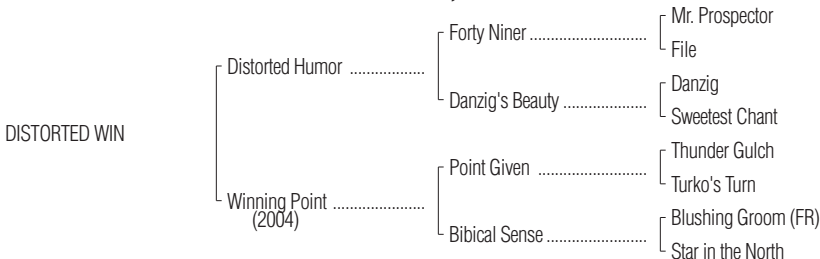 Mr. Prospector
Forty Niner ............................
File
Distorted Humor ..................
Danzig
Danzig's Beauty ....................
Sweetest Chant
DISTORTED WIN
Thunder Gulch
Point Given ..........................
Turko's Turn
Winning Point ......................
(2004)
Blushing Groom (FR)
Bibical Sense ........................
Star in the North